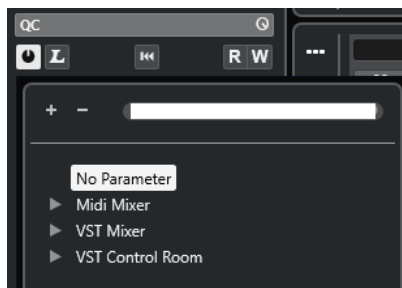 QC
L
R W
+ -
No Parameter
Midi Mixer
VST Mixer
VST Control Room